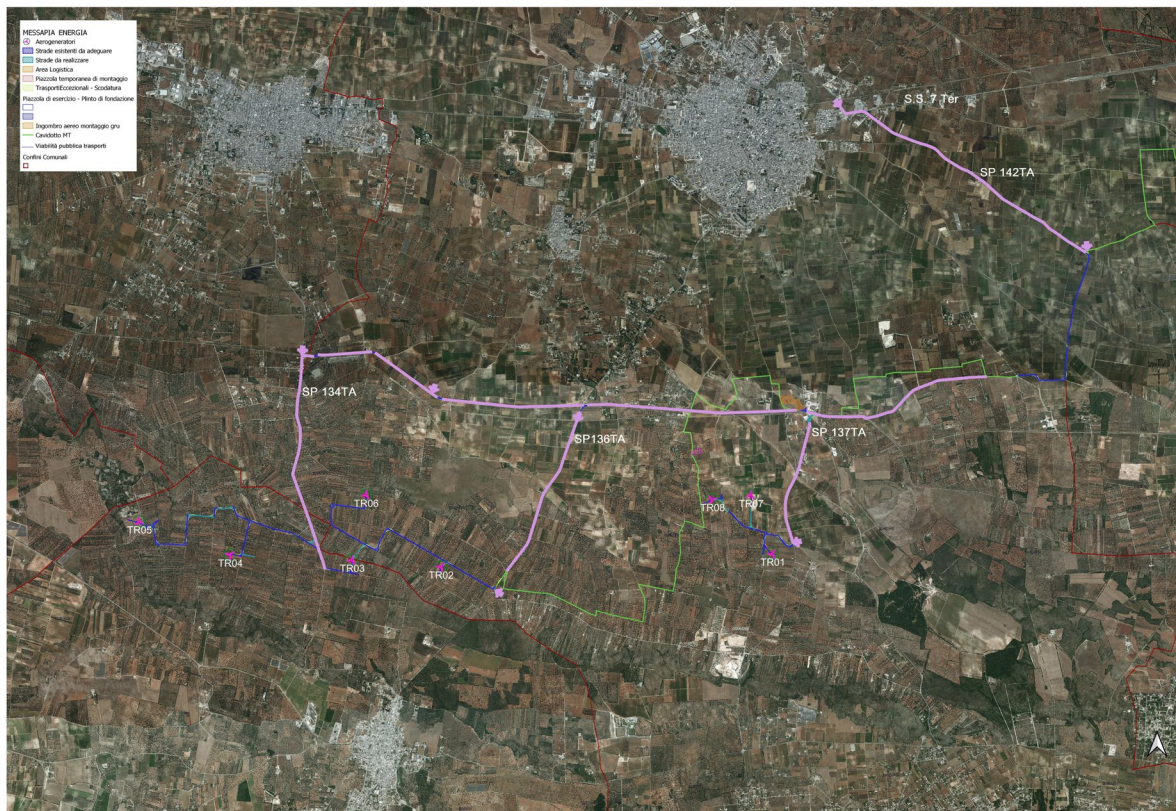 MESSAPIA ENERGIA
Aerogeneratori
Strade esistenti da adeguare
Strade da realizzare
Area Logistica
Piazzola temporanea di montaggio
TrasportiEccezionali - Scodatura
Piazzola di esercizio - Plinto di fondazione
Ingombro aereo montaggio gru
Cavidotto MT
Viabilità pubblica trasporti
Confini Comunali
S.S. 7 Ter
SP 142TA
SP 134TA
SP136TA
SP 137TA
TR06
TR05
TR08
TR07
TR04
TR03
TR02
TR01